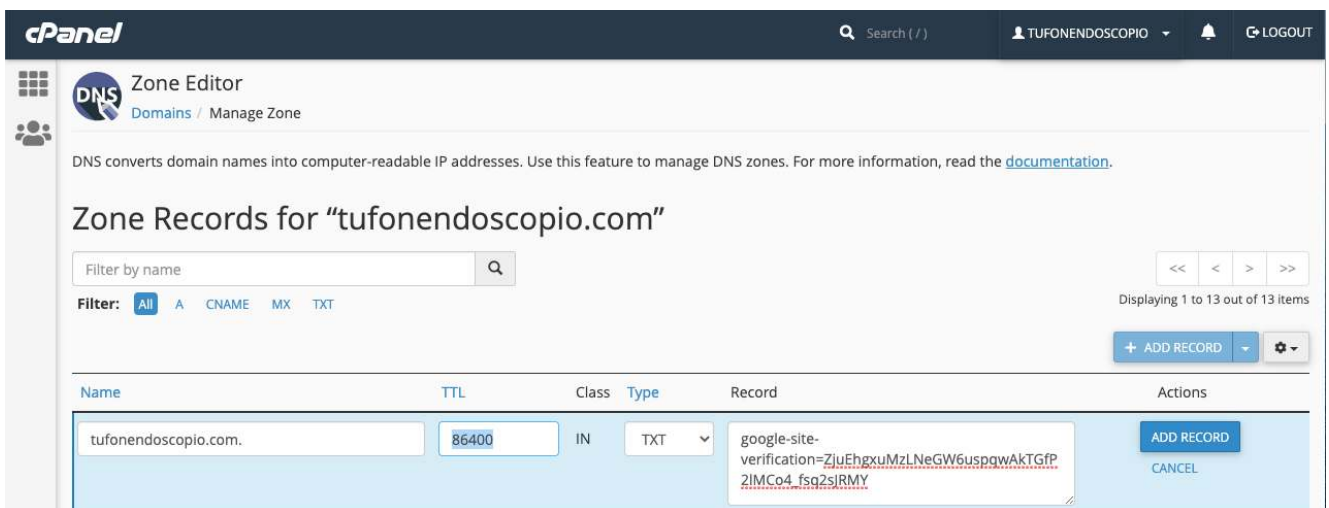 cPanel
Search ( / )
TUFONENDOSCOPIO
LOGOUT
DNS
Zone Editor
Domains / Manage Zone
DNS converts domain names into computer-readable IP addresses. Use this feature to manage DNS zones. For more information, read the documentation.
Zone Records for “tufonendoscopio.com”
Filter by name
<< < > >>
Filter: All A CNAME MX TXT
Displaying 1 to 13 out of 13 items
+ ADD RECORD
Name TTL Class Type Record Actions
tufonendoscopio.com. 86400 IN TXT
google-site-
verification=ZjuEhgxuMzLNeGW6uspqwAkTGfP
2lMCo4_fsq2sJRMY
ADD RECORD
CANCEL